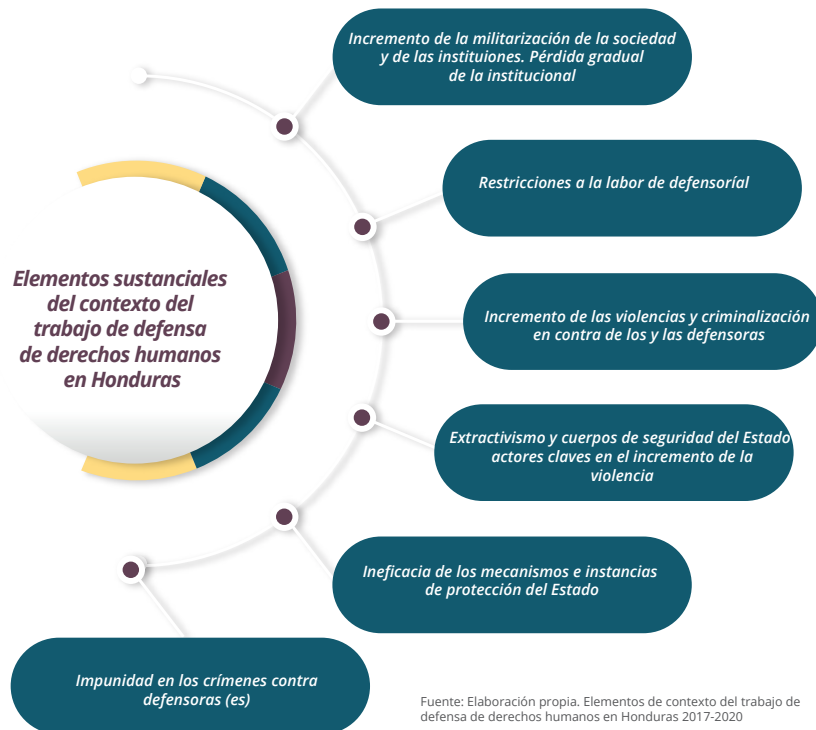 Incremento de la militarización de la sociedad
y de las instituiones. Pérdida gradual
de la institucional
Restricciones a la labor de defensoríal
Elementos sustanciales
del contexto del
trabajo de defensa
de derechos humanos
en Honduras
Incremento de las violencias y criminalización
en contra de los y las defensoras
Extractivismo y cuerpos de seguridad del Estado
actores claves en el incremento de la
violencia
Ineficacia de los mecanismos e instancias
de protección del Estado
Impunidad en los crímenes contra
defensoras (es)
Fuente: Elaboración propia. Elementos de contexto del trabajo de
defensa de derechos humanos en Honduras 2017-2020